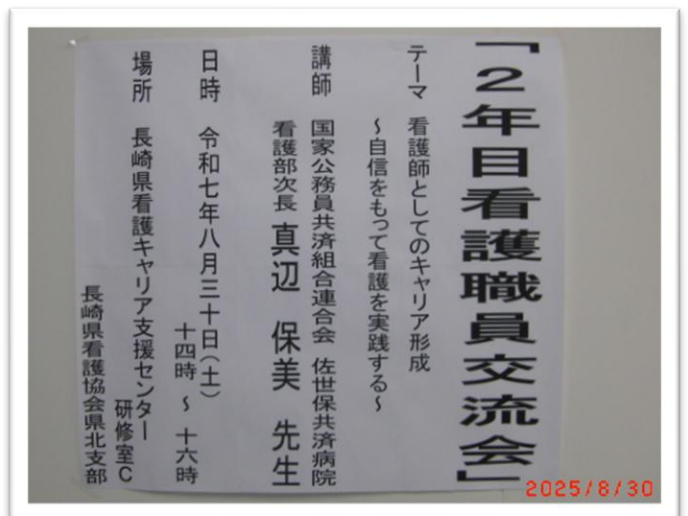 「2年目看護職員交流会」
テーマ 看護師としてのキャリア形成
～自信をもって看護を実践する～
講師 国家公務員共済組合連合会 佐世保共済病院
看護部次長 真辺 保美 先生
日時 令和七年八月三十日(土)
十四時 ～ 十六時
場所 長崎県看護キャリア支援センター
研修室C
長崎県看護協会県北支部
2025/8/30